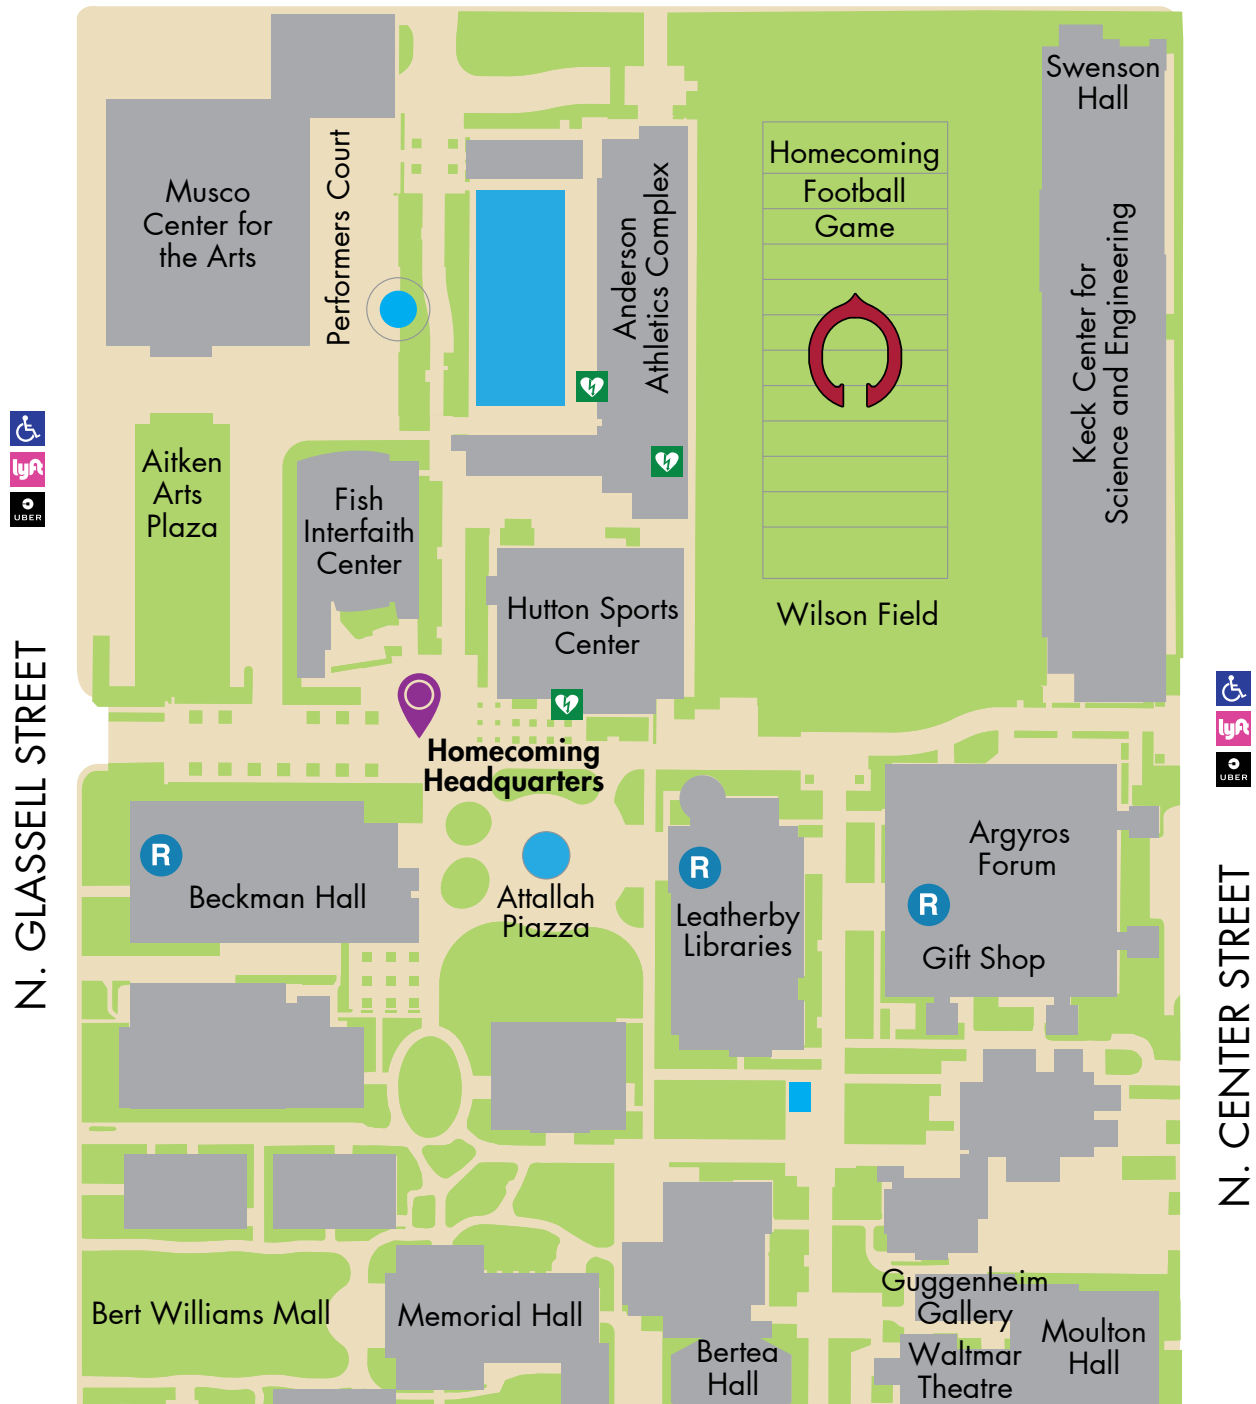 Swenson
Hall
Homecoming
Football
Game
Musco
Center for
the Arts
Performers Court
Anderson
Athletics Complex
Keck Center for
Science and Engineering
lyft
UBER
Aitken
Arts
Plaza
Fish
Interfaith
Center
Hutton Sports
Center
Wilson Field
N. GLASSELL STREET
lyft
UBER
Homecoming
Headquarters
R
Beckman Hall
Attallah
Piazza
R
Leatherby
Libraries
Argyros
Forum
R
Gift Shop
N. CENTER STREET
Bert Williams Mall
Memorial Hall
Bertea
Hall
Guggenheim
Gallery
Waltmar
Theatre
Moulton
Hall